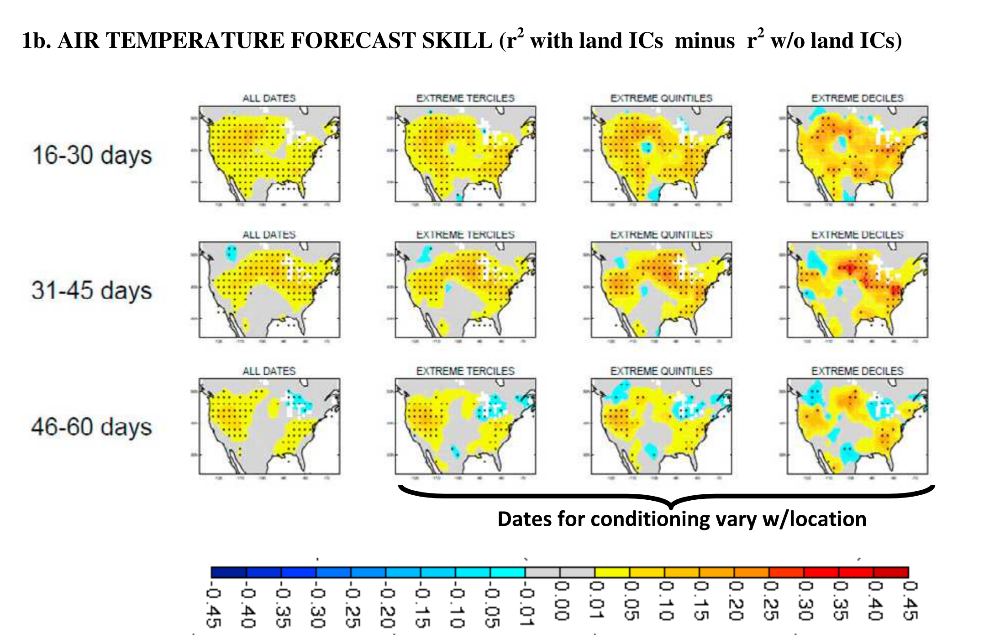 1b. AIR TEMPERATURE FORECAST SKILL (r² with land ICs minus r² w/o land ICs)
ALL DATES EXTREME TERCILES EXTREME QUINTILES EXTREME DECILES
16-30 days
ALL DATES EXTREME TERCILES EXTREME QUINTILES EXTREME DECILES
31-45 days
ALL DATES EXTREME TERCILES EXTREME QUINTILES EXTREME DECILES
46-60 days
Dates for conditioning vary w/location
-0.45 -0.40 -0.35 -0.30 -0.25 -0.20 -0.15 -0.10 -0.05 -0.01 0.00 0.01 0.05 0.10 0.15 0.20 0.25 0.30 0.35 0.40 0.45